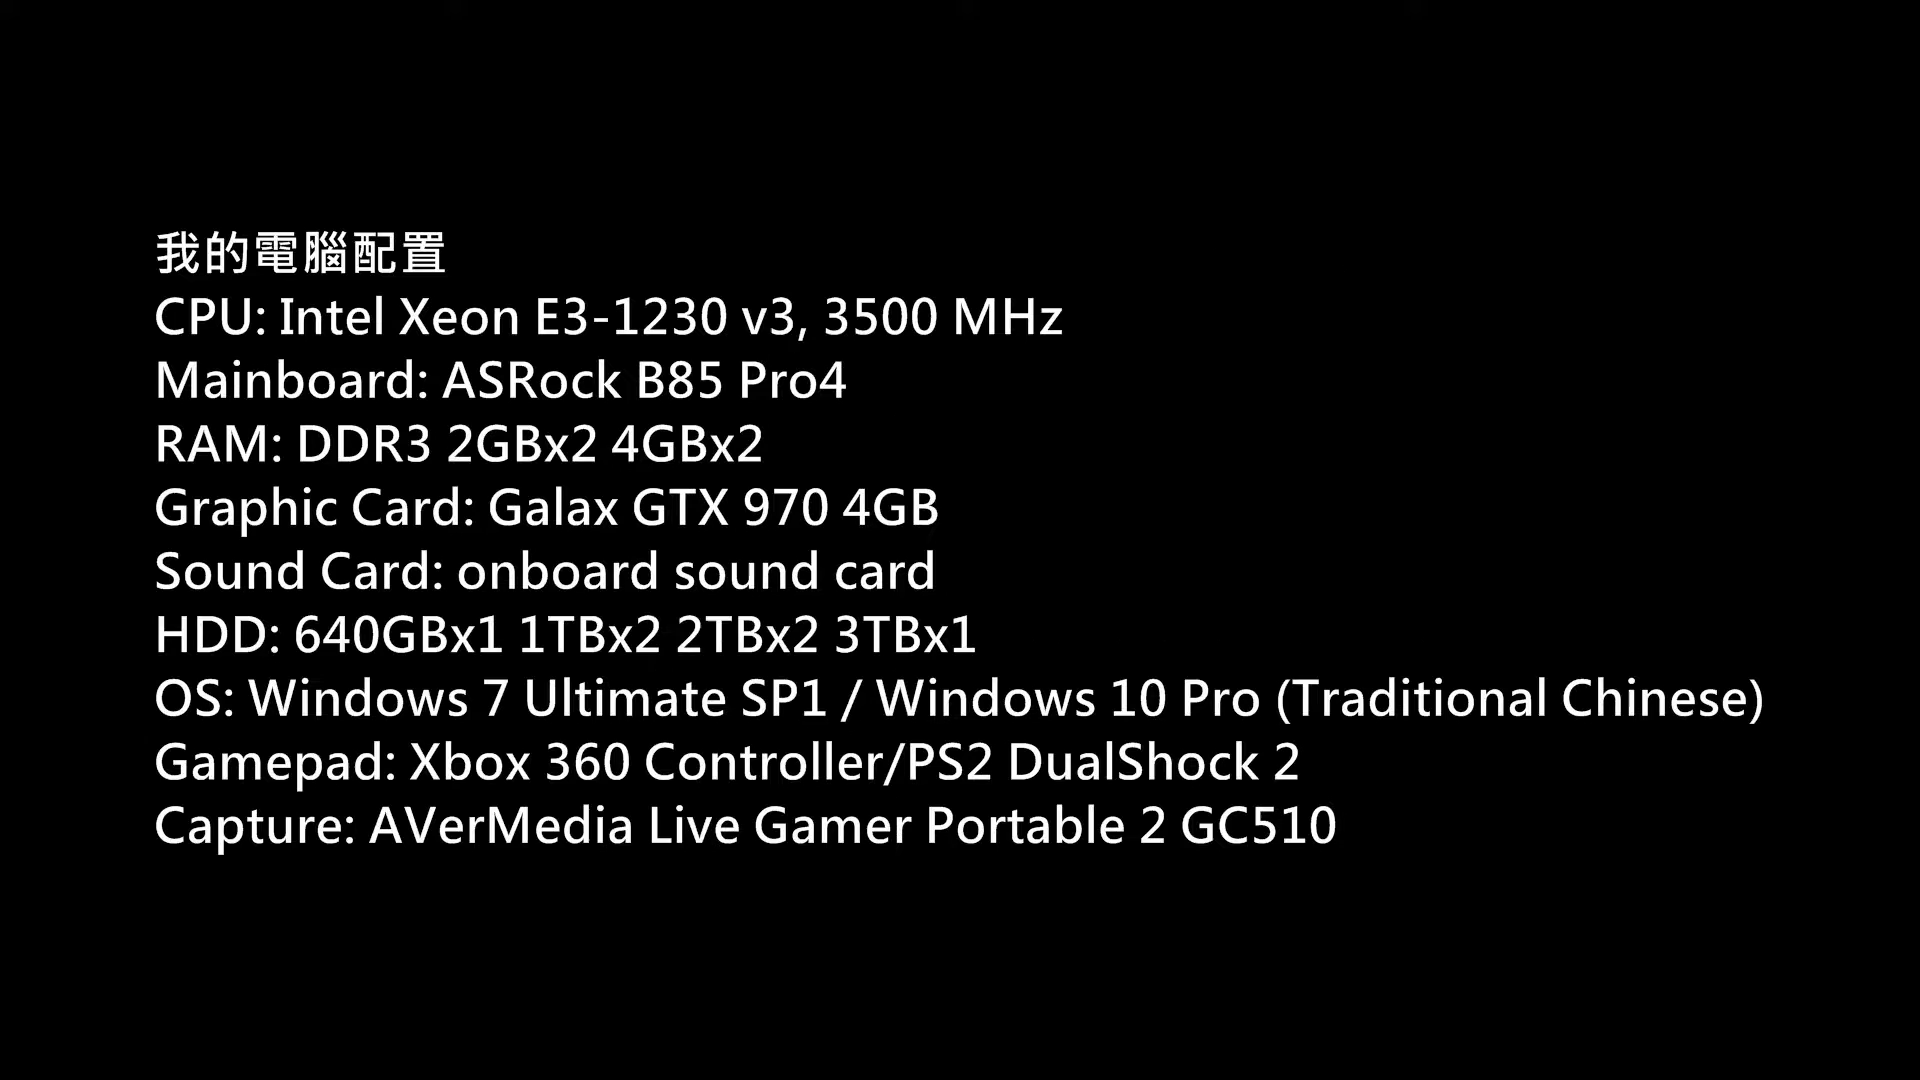 我的電腦配置
CPU: Intel Xeon E3-1230 v3, 3500 MHz
Mainboard: ASRock B85 Pro4
RAM: DDR3 2GBx2 4GBx2
Graphic Card: Galax GTX 970 4GB
Sound Card: onboard sound card
HDD: 640GBx1 1TBx2 2TBx2 3TBx1
OS: Windows 7 Ultimate SP1 / Windows 10 Pro (Traditional Chinese)
Gamepad: Xbox 360 Controller/PS2 DualShock 2
Capture: AVerMedia Live Gamer Portable 2 GC510